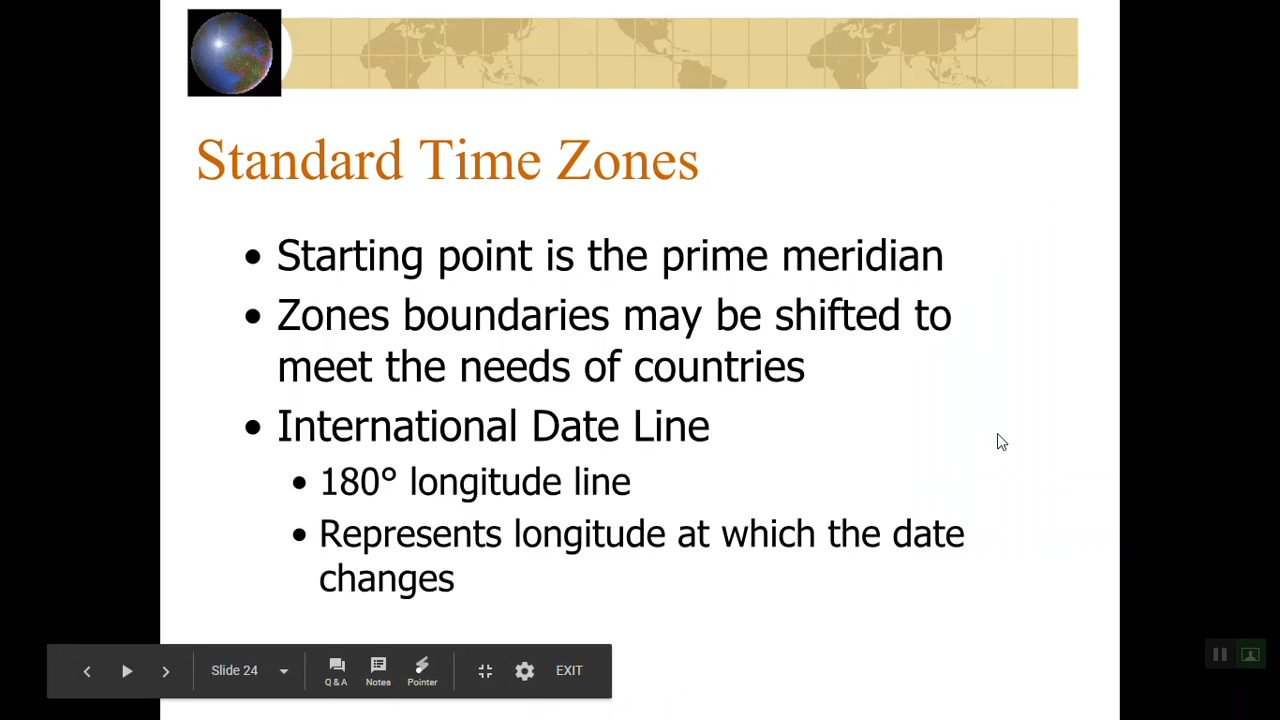 Standard Time Zones
• Starting point is the prime meridian
• Zones boundaries may be shifted to
meet the needs of countries
• International Date Line
• 180° longitude line
• Represents longitude at which the date
changes
Slide 24
Q & A
Notes
Pointer
EXIT